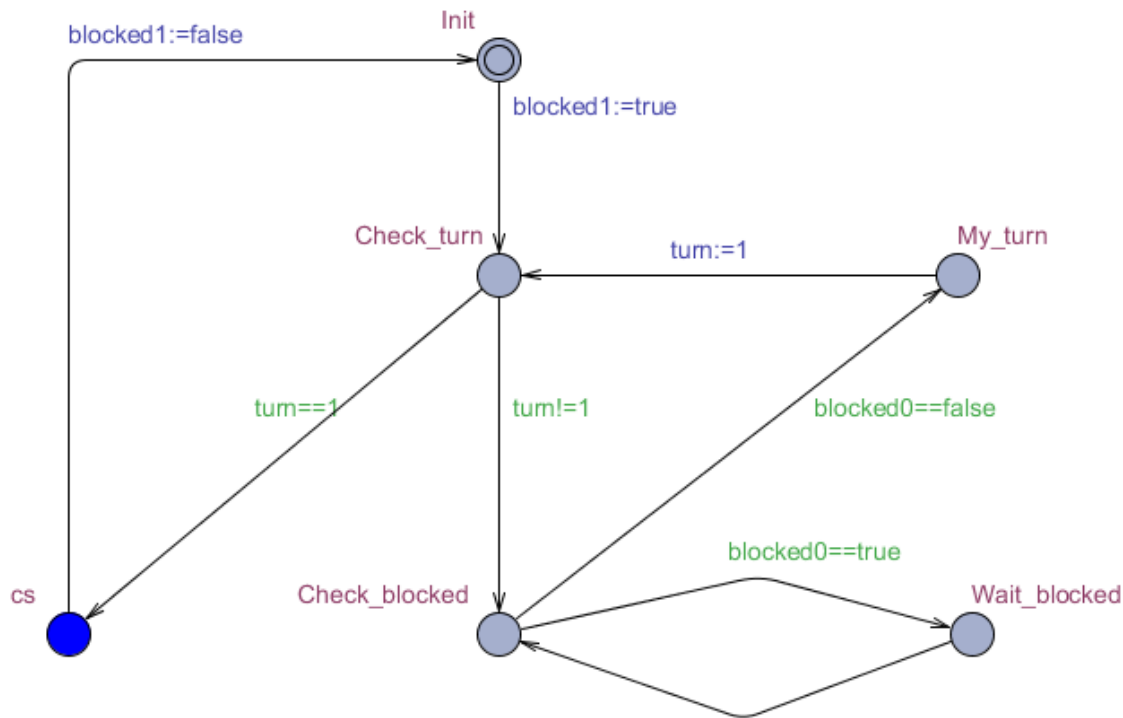 Init
blocked1:=false
blocked1:=true
Check_turn
My_turn
turn:=1
turn==1
turn!=1
blocked0==false
blocked0==true
cs
Check_blocked
Wait_blocked